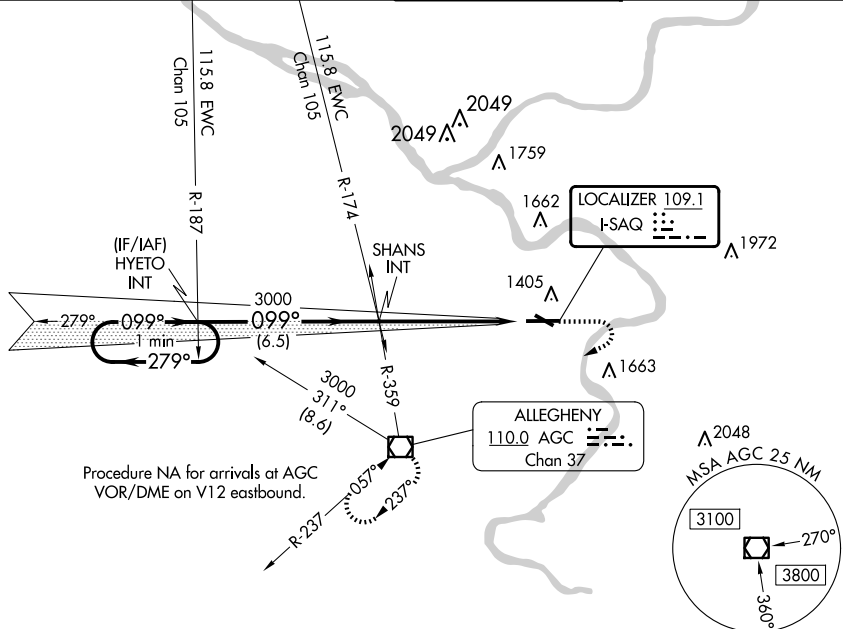 115.8 EWC
Chan 105
R-187
115.8 EWC
Chan 105
R-174
2049
2049
1759
1662
LOCALIZER 109.1
I-SAQ
1972
(IF/IAF)
HYETO
INT
SHANS
INT
1405
3000
279°
099°
099°
1 min
(6.5)
279°
1663
R-359
3000
311°
(8.6)
ALLEGHENY
110.0 AGC
Chan 37
Procedure NA for arrivals at AGC
VOR/DME on V12 eastbound.
057°
237°
R-237
2048
MSA AGC 25 NM
3100
270°
3800
360°